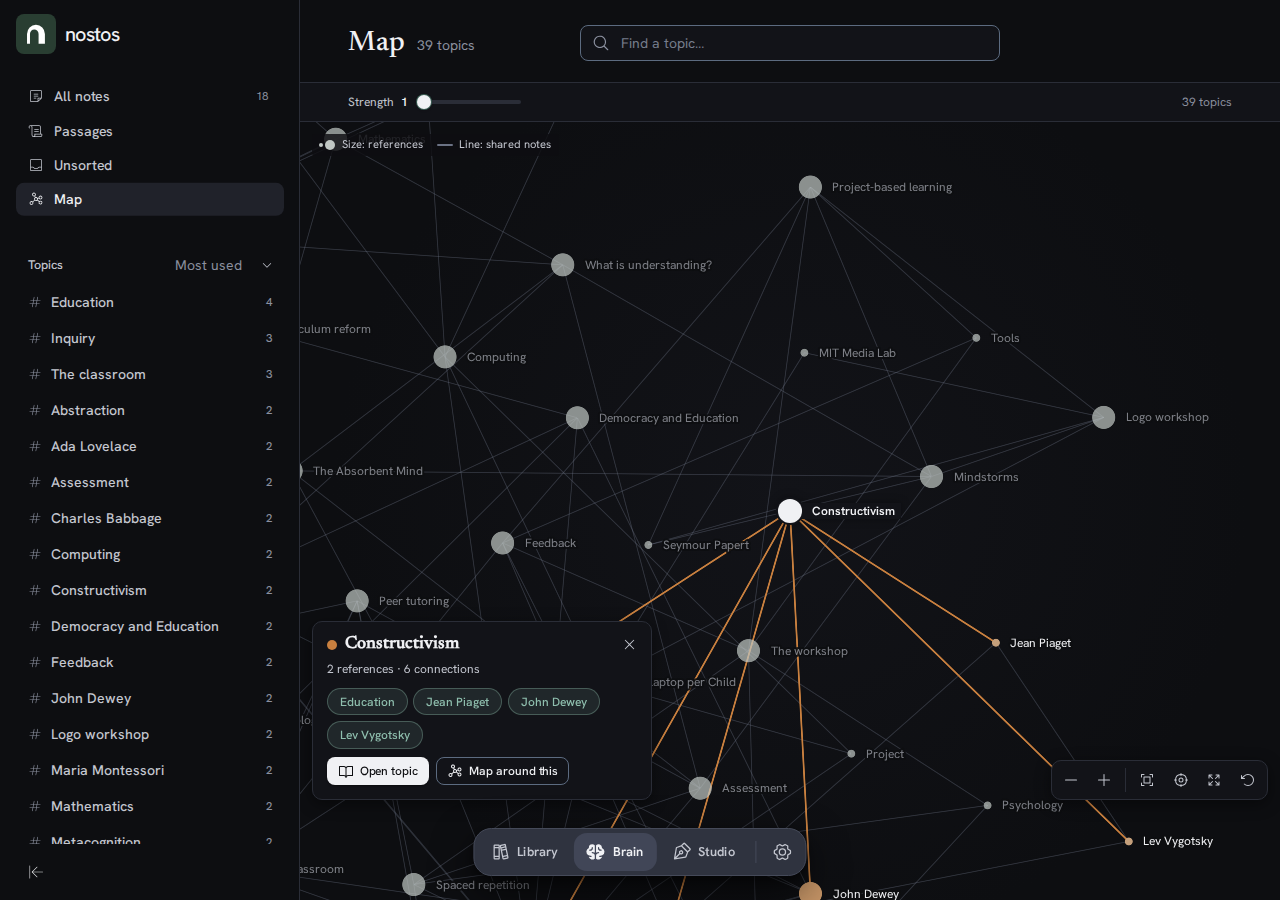 nostos
All notes 18
Passages
Unsorted
Map
Topics Most used
# Education 4
# Inquiry 3
# The classroom 3
# Abstraction 2
# Ada Lovelace 2
# Assessment 2
# Charles Babbage 2
# Computing 2
# Constructivism 2
# Democracy and Education 2
# Feedback 2
# John Dewey 2
# Logo workshop 2
# Maria Montessori 2
# Mathematics 2
# Metacognition 2
Map 39 topics
Find a topic...
Strength 1
39 topics
Mathematics
Size: references Line: shared notes
Project-based learning
What is understanding?
culum reform
Computing
MIT Media Lab
Tools
Democracy and Education
Logo workshop
The Absorbent Mind
Mindstorms
Constructivism
Feedback
Seymour Papert
Peer tutoring
Jean Piaget
The workshop
aptop per Child
Project
Assessment
Psychology
Lev Vygotsky
John Dewey
assroom
Spaced repetition
Constructivism
2 references · 6 connections
Education Jean Piaget John Dewey
Lev Vygotsky
Open topic Map around this
Library Brain Studio